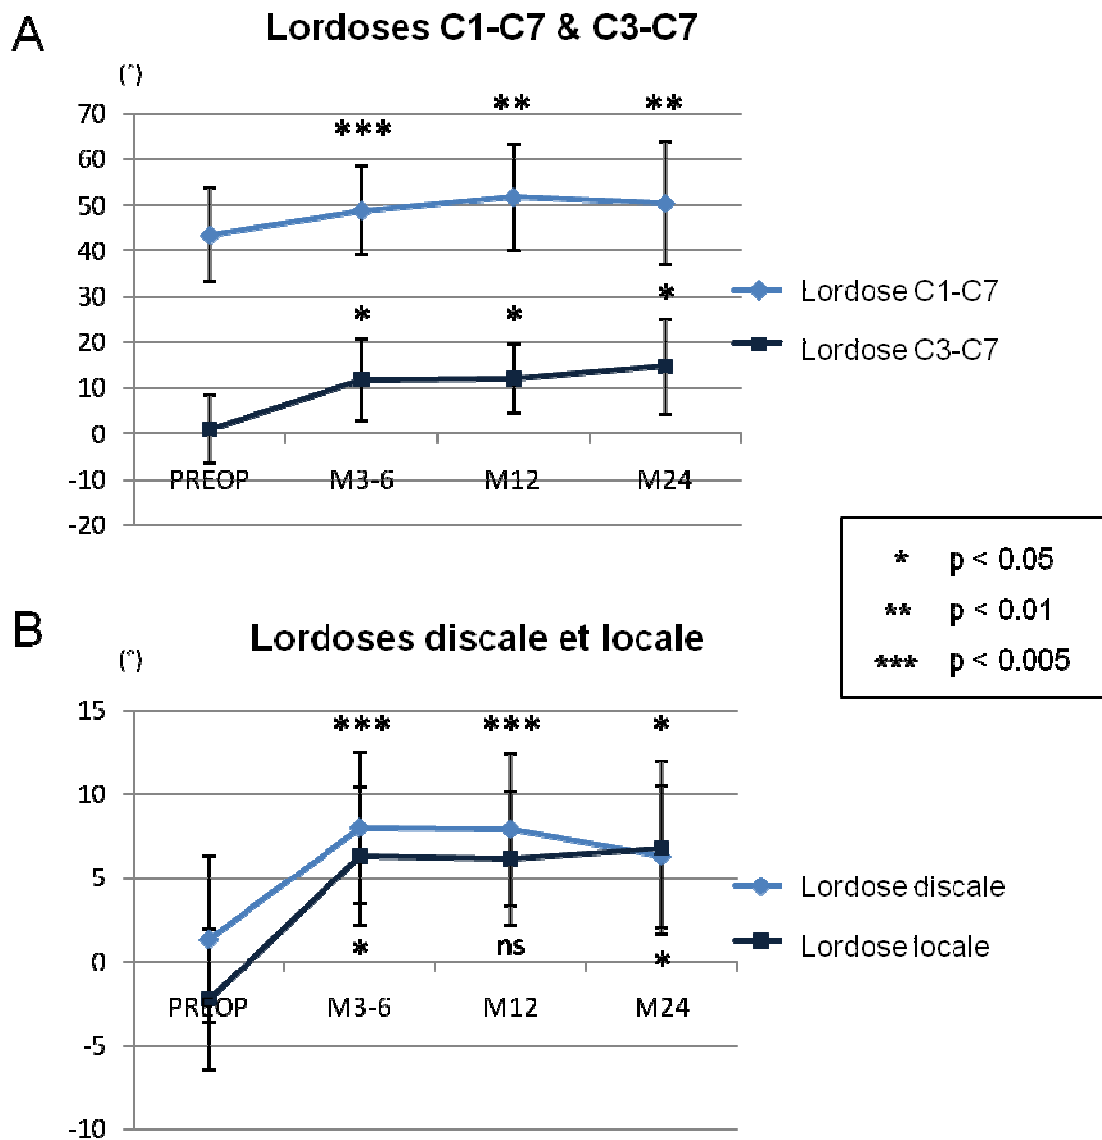 A
Lordoses C1-C7 & C3-C7
(°)
70
60
50
40
30
20
10
0
-10
-20
***
**
**
*
*
*
PREOP
M3-6
M12
M24
Lordose C1-C7
Lordose C3-C7
* p < 0.05
** p < 0.01
*** p < 0.005
B
Lordoses discale et locale
(°)
15
10
5
0
-5
-10
***
***
*
*
ns
*
PREOP
M3-6
M12
M24
Lordose discale
Lordose locale